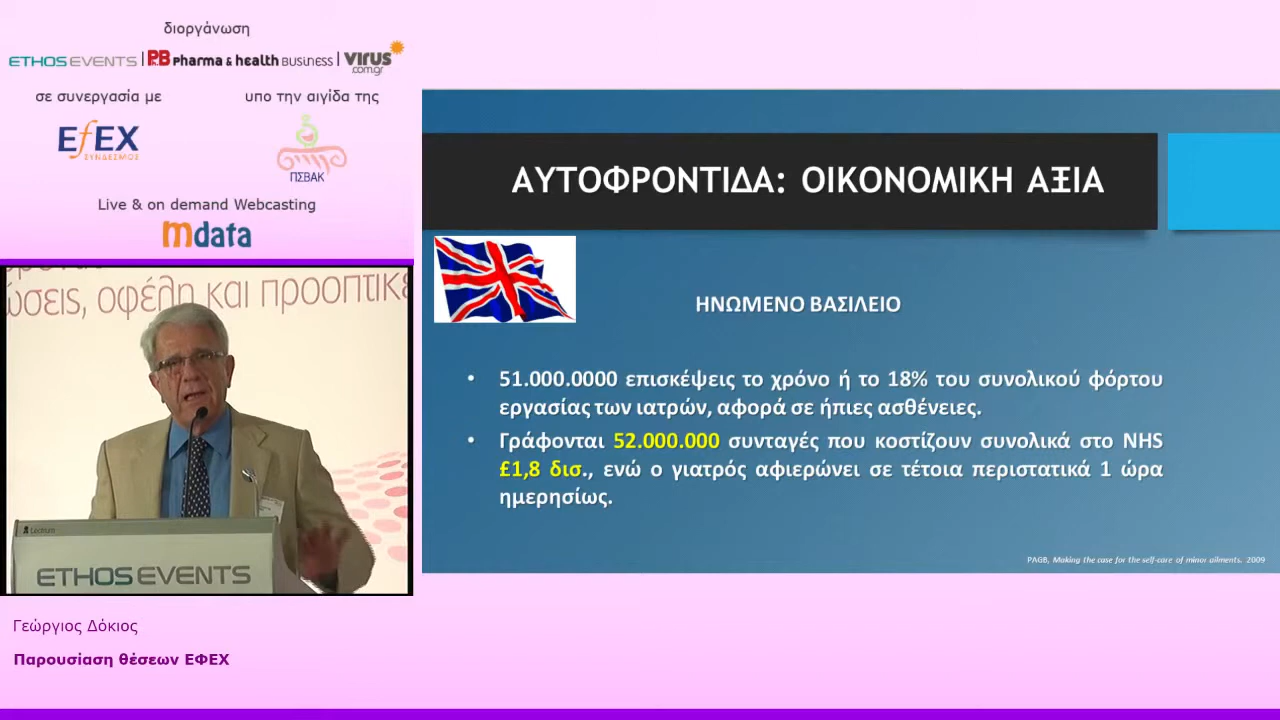 διοργάνωση
ETHOS EVENTS | PB Pharma & health BUSINESS | virus.com.gr
σε συνεργασία με
υπο την αιγίδα της
EfEX
ΣΥΝΔΕΣΜΟΣ
ΠΣΒΑΚ
Live & on demand Webcasting
mdata
ώσεις, οφέλη και προοπτικέ
ETHOS EVENTS
Γεώργιος Δόκιος
Παρουσίαση θέσεων ΕΦΕΧ
ΑΥΤΟΦΡΟΝΤΙΔΑ: ΟΙΚΟΝΟΜΙΚΗ ΑΞΙΑ
ΗΝΩΜΕΝΟ ΒΑΣΙΛΕΙΟ
• 51.000.0000 επισκέψεις το χρόνο ή το 18% του συνολικού φόρτου
εργασίας των ιατρών, αφορά σε ήπιες ασθένειες.
• Γράφονται 52.000.000 συνταγές που κοστίζουν συνολικά στο NHS
£1,8 δισ., ενώ ο γιατρός αφιερώνει σε τέτοια περιστατικά 1 ώρα
ημερησίως.
PAGB, Making the case for the self-care of minor ailments. 2009